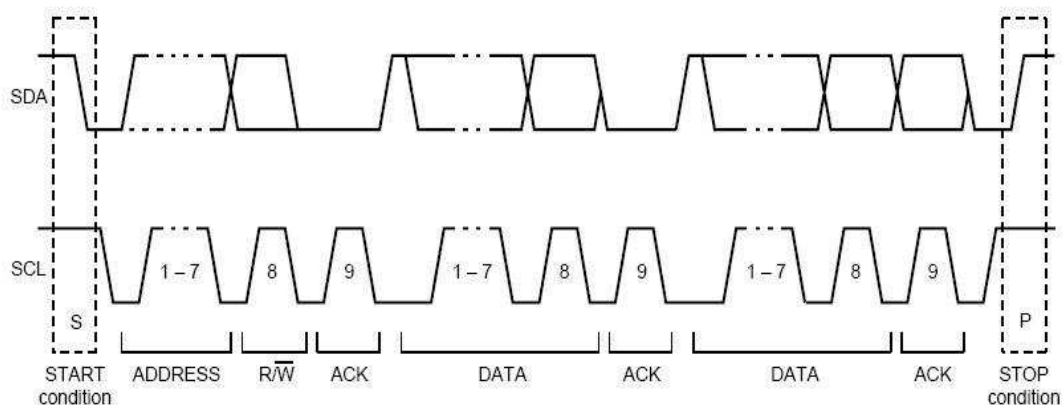 SDA
SCL
1 – 7 8 9 1 – 7 8 9 1 – 7 8 9
S P
START ADDRESS R/W̅ ACK DATA ACK DATA ACK STOP
condition condition